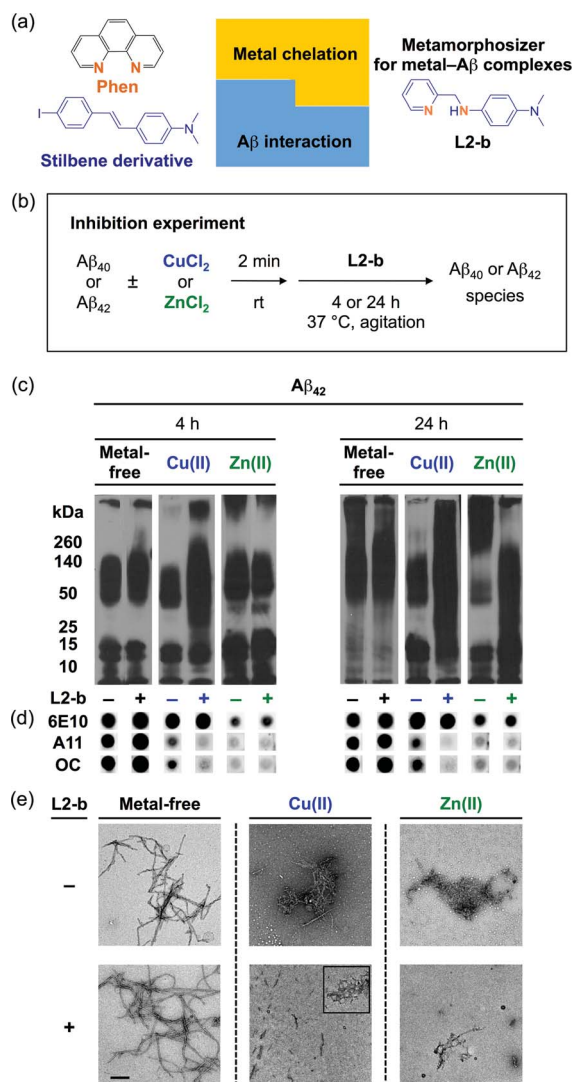 (a)
Phen
Stilbene derivative
Metal chelation
Aβ interaction
Metamorphosizer
for metal–Aβ complexes
N N
I
N
N HN N
L2-b
(b)
Inhibition experiment
Aβ40
or
Aβ42
±
CuCl2
or
ZnCl2
2 min
rt
L2-b
4 or 24 h
37 °C, agitation
Aβ40 or Aβ42
species
(c)
Aβ42
4 h 24 h
Metal-
free Cu(II) Zn(II) Metal-
free Cu(II) Zn(II)
kDa
260
140
50
25
15
10
L2-b – + – + – + – + – + – +
(d) 6E10
A11
OC
(e)
L2-b Metal-free Cu(II) Zn(II)
–
+